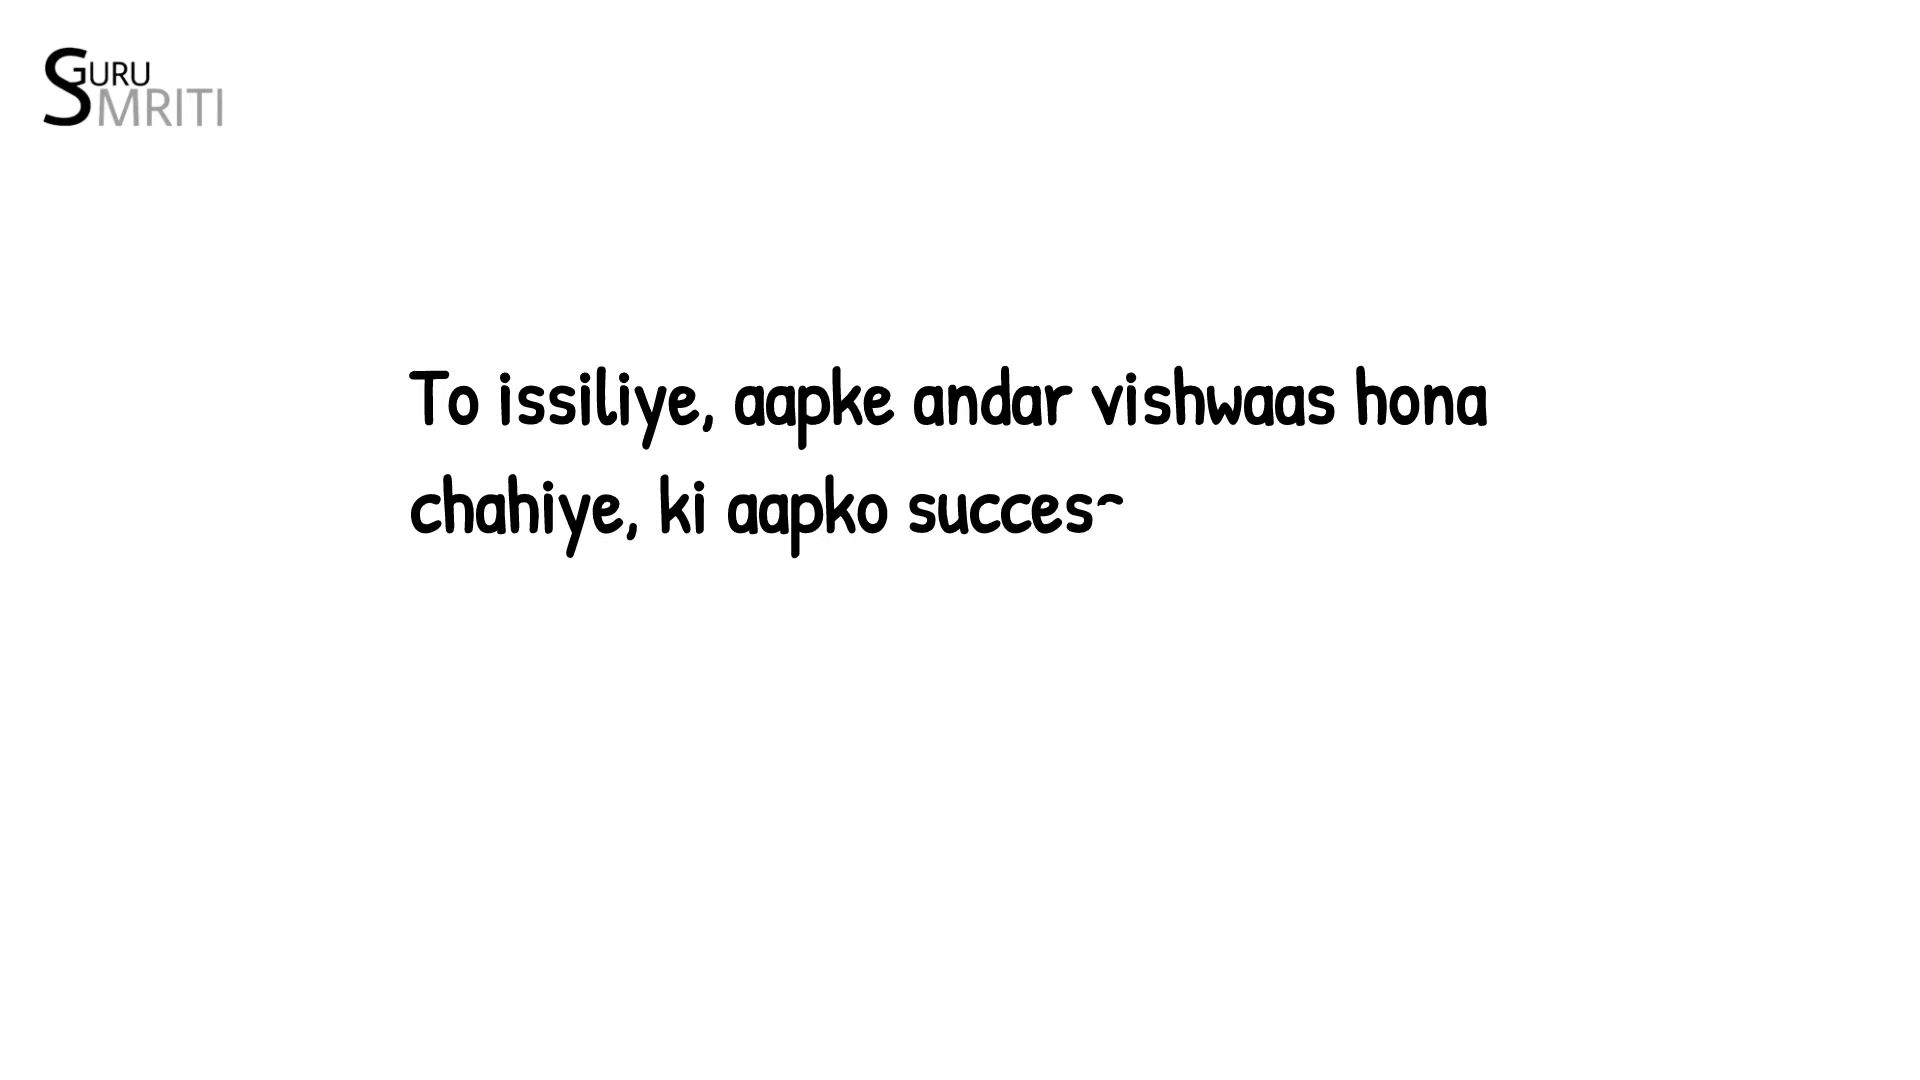 GURU
SMRITI
To issiliye, aapke andar vishwaas hona
chahiye, ki aapko succes~